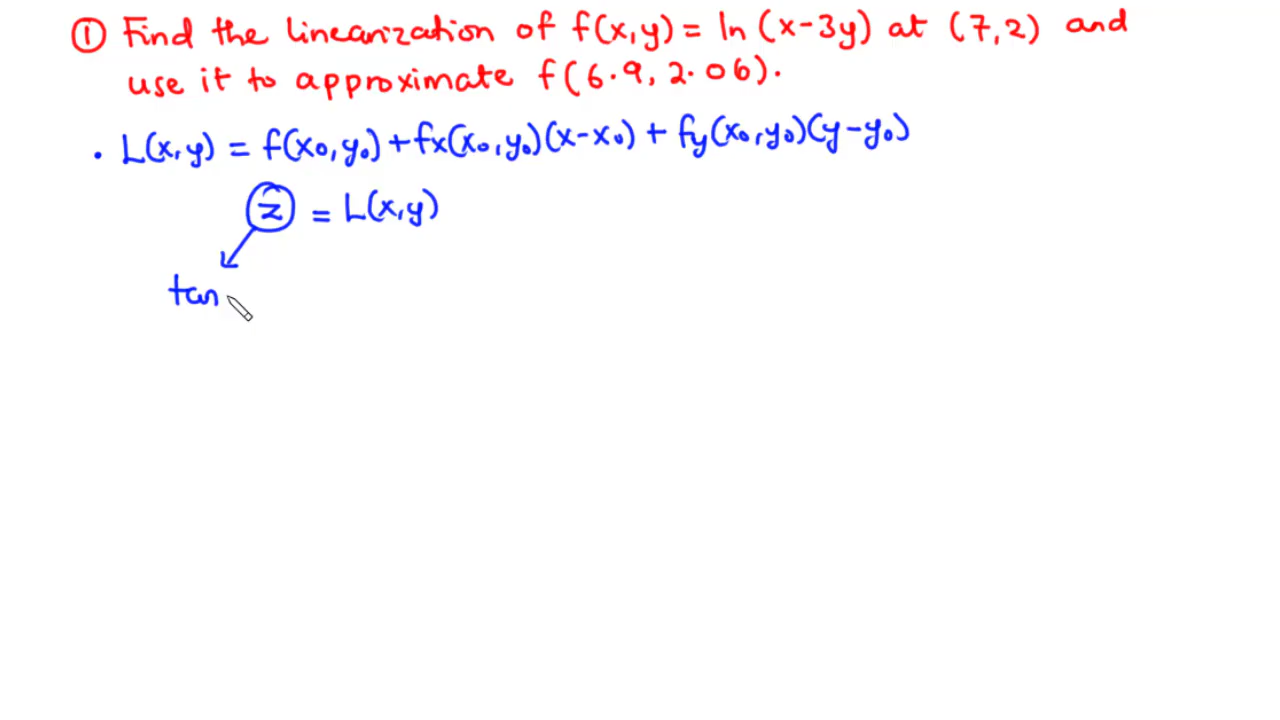 ① Find the linearization of f(x,y) = ln (x-3y) at (7,2) and
use it to approximate f(6.9, 2.06).
• L(x,y) = f(x₀,y₀) + fx(x₀,y₀)(x-x₀) + fy(x₀,y₀)(y-y₀)
z = L(x,y)
tan